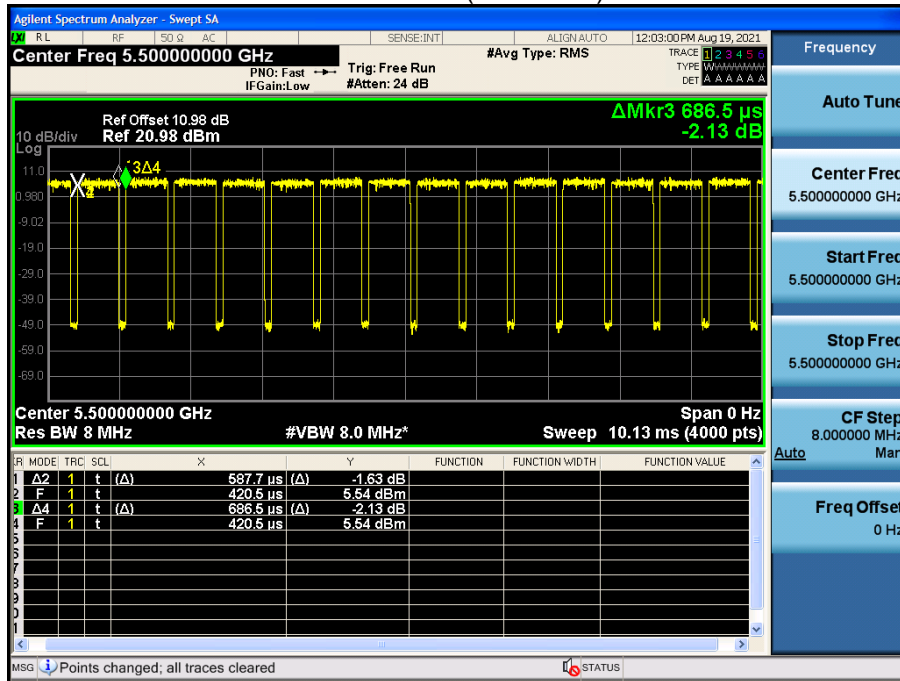 Agilent Spectrum Analyzer - Swept SA
LXI RL RF 50 Ω AC SENSE:INT ALIGN AUTO 12:03:00 PM Aug 19, 2021
Center Freq 5.500000000 GHz
PNO: Fast
IFGain:Low
Trig: Free Run
#Atten: 24 dB
#Avg Type: RMS
TRACE 1 2 3 4 5 6
TYPE WWWWWW
DET A A A A A A
Frequency
Auto Tune
Center Freq
5.500000000 GHz
Start Freq
5.500000000 GHz
Stop Freq
5.500000000 GHz
CF Step
8.000000 MHz
Auto Man
Freq Offset
0 Hz
ΔMkr3 686.5 µs
-2.13 dB
Ref Offset 10.98 dB
10 dB/div Ref 20.98 dBm
Log
3Δ4
11.0
0.980
-9.02
-19.0
-29.0
-39.0
-49.0
-59.0
-69.0
Center 5.500000000 GHz Span 0 Hz
Res BW 8 MHz #VBW 8.0 MHz* Sweep 10.13 ms (4000 pts)
MODE TRC SCL X Y FUNCTION FUNCTION WIDTH FUNCTION VALUE
1 Δ2 1 t (Δ) 587.7 µs (Δ) -1.63 dB
2 F 1 t 420.5 µs 5.54 dBm
3 Δ4 1 t (Δ) 686.5 µs (Δ) -2.13 dB
4 F 1 t 420.5 µs 5.54 dBm
5
6
7
8
9
MSG Points changed; all traces cleared STATUS